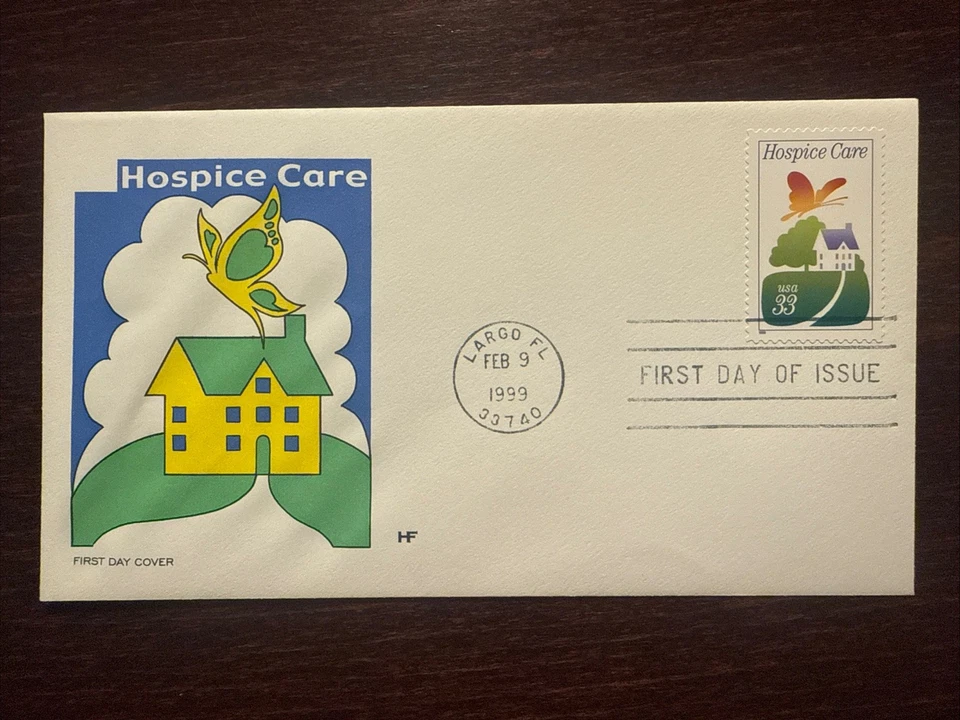 Hospice Care
FIRST DAY COVER
HF
LARGO FL
FEB 9
1999
33740
Hospice Care
usa
33
FIRST DAY OF ISSUE